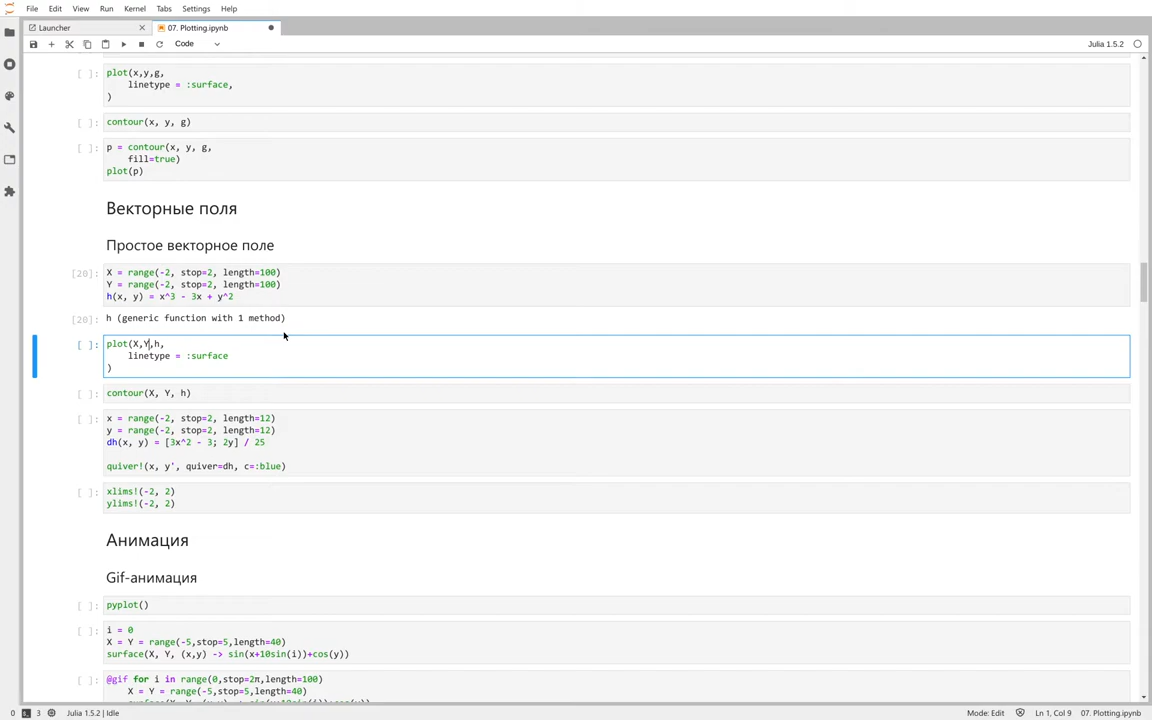 File Edit View Run Kernel Tabs Settings Help
Launcher
07. Plotting.ipynb
Code
Julia 1.5.2
[ ]: plot(x,y,g,
linetype = :surface,
)
[ ]: contour(x, y, g)
[ ]: p = contour(x, y, g,
fill=true)
plot(p)
Векторные поля
Простое векторное поле
[20]: X = range(-2, stop=2, length=100)
Y = range(-2, stop=2, length=100)
h(x, y) = x^3 - 3x + y^2
[20]: h (generic function with 1 method)
[ ]: plot(X,Y,h,
linetype = :surface
)
[ ]: contour(X, Y, h)
[ ]: x = range(-2, stop=2, length=12)
y = range(-2, stop=2, length=12)
dh(x, y) = [3x^2 - 3; 2y] / 25
quiver!(x, y', quiver=dh, c=:blue)
[ ]: xlims!(-2, 2)
ylims!(-2, 2)
Анимация
Gif-анимация
[ ]: pyplot()
[ ]: i = 0
X = Y = range(-5,stop=5,length=40)
surface(X, Y, (x,y) -> sin(x+10sin(i))+cos(y))
[ ]: @gif for i in range(0,stop=2π,length=100)
X = Y = range(-5,stop=5,length=40)
0 3 Julia 1.5.2 | Idle Mode: Edit Ln 1, Col 9 07. Plotting.ipynb